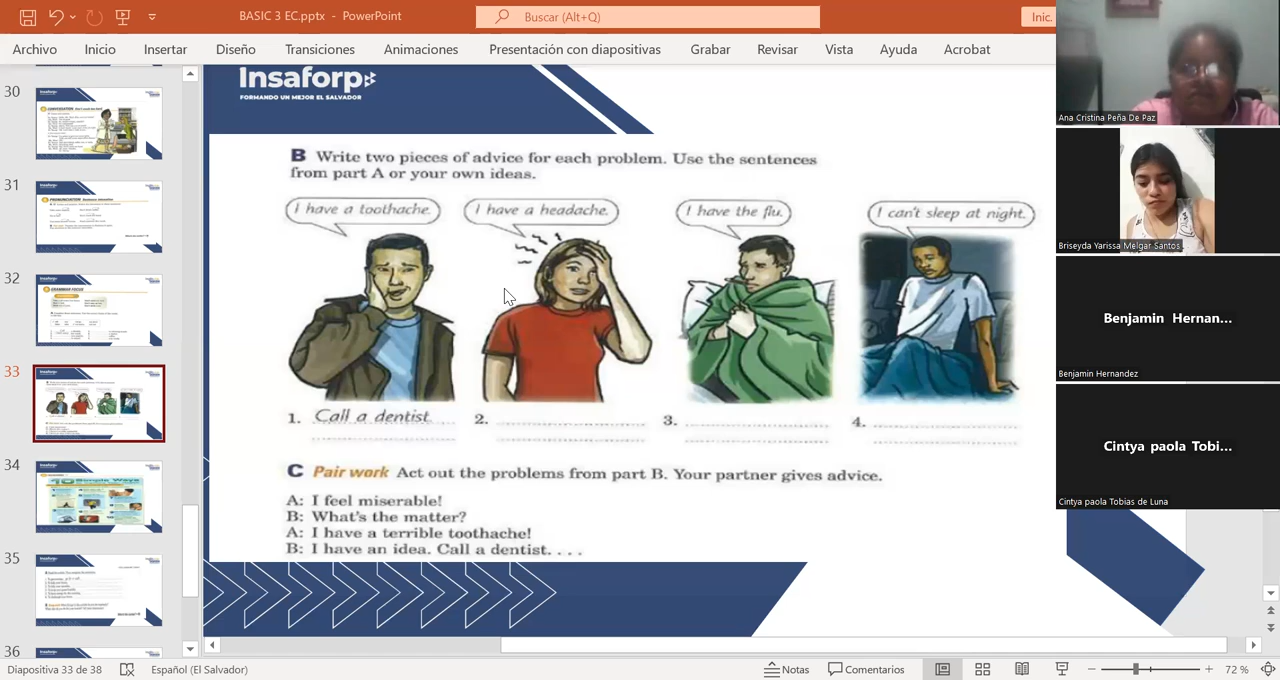 BASIC 3 EC.pptx - PowerPoint
Buscar (Alt+Q)
Inic.
Archivo Inicio Insertar Diseño Transiciones Animaciones Presentación con diapositivas Grabar Revisar Vista Ayuda Acrobat
30
31
32
33
34
35
36
Insaforp
FORMANDO UN MEJOR EL SALVADOR
B Write two pieces of advice for each problem. Use the sentences
from part A or your own ideas.
I have a toothache. I have a headache. I have the flu. I can't sleep at night.
1. Call a dentist. 2. 3. 4.
C Pair work Act out the problems from part B. Your partner gives advice.
A: I feel miserable!
B: What's the matter?
A: I have a terrible toothache!
B: I have an idea. Call a dentist. . . .
Ana Cristina Peña De Paz
Briseyda Yarissa Melgar Santos
Benjamin Hernan...
Benjamin Hernandez
Cintya paola Tobi...
Cintya paola Tobias de Luna
Diapositiva 33 de 38 Español (El Salvador) Notas Comentarios 72 %